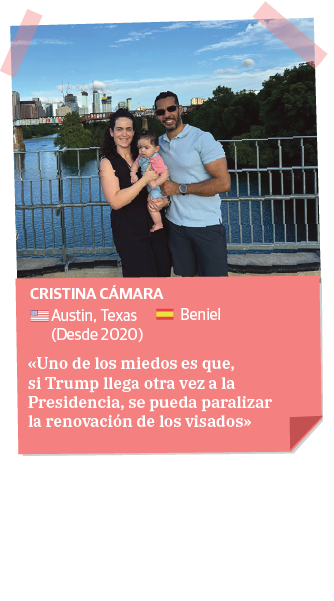 CRISTINA CÁMARA
Austin, Texas Beniel
(Desde 2020)
«Uno de los miedos es que,
si Trump llega otra vez a la
Presidencia, se pueda paralizar
la renovación de los visados»